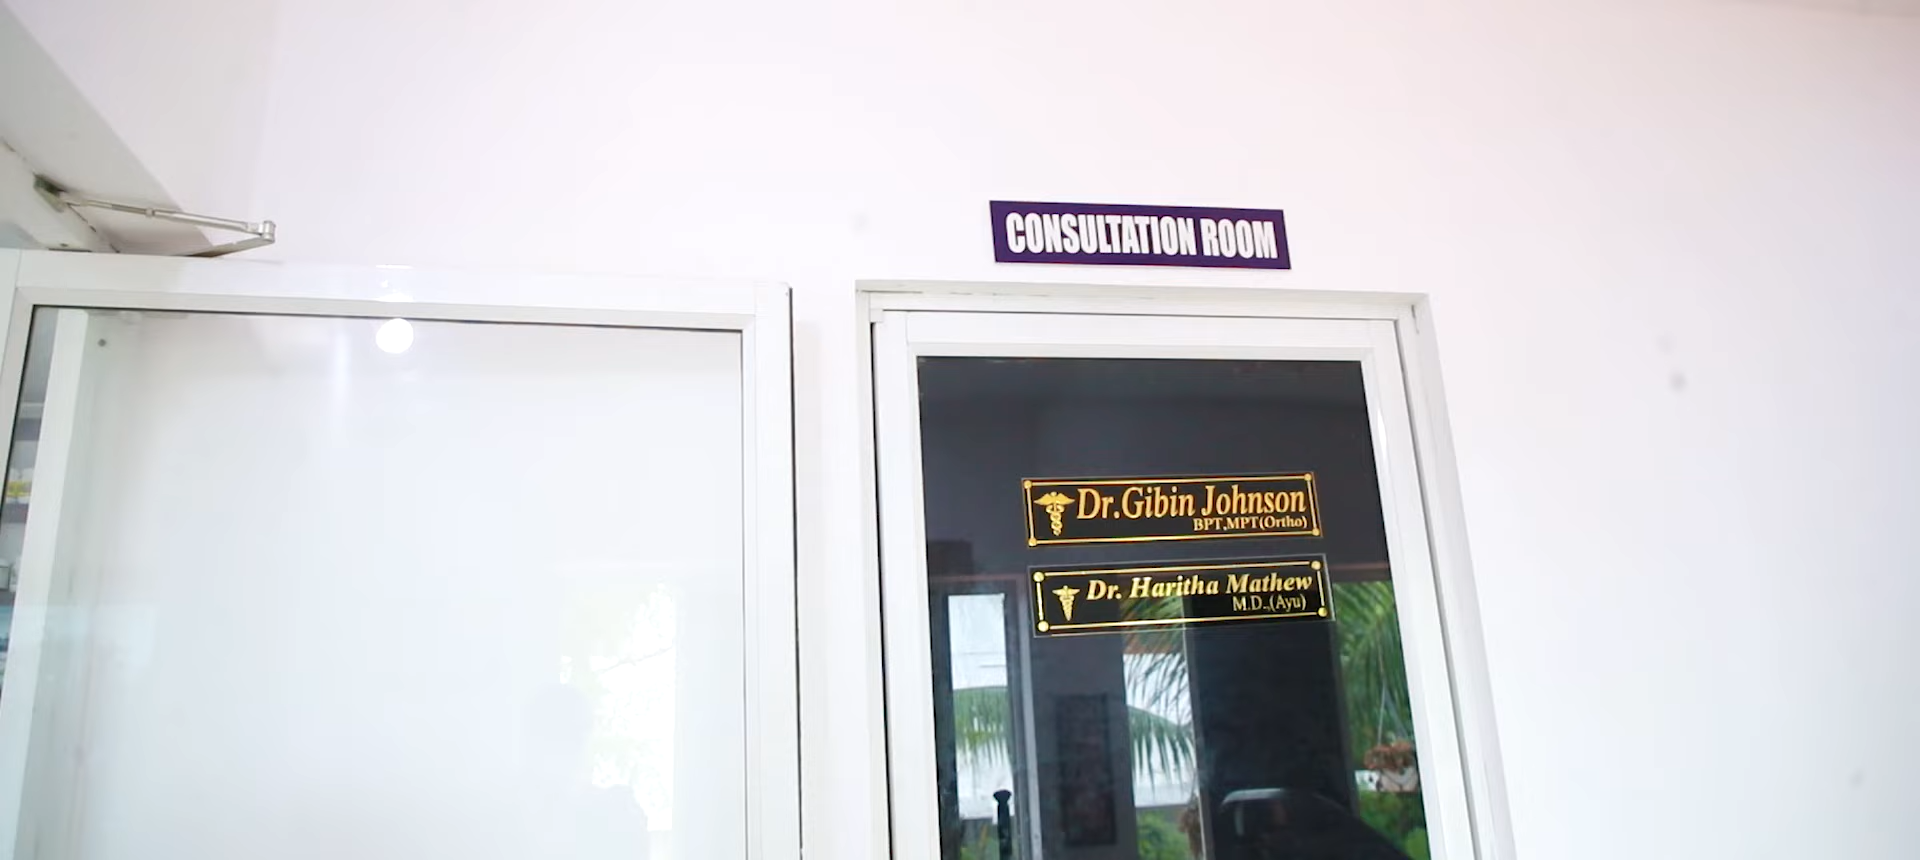 CONSULTATION ROOM
Dr.Gibin Johnson
BPT,MPT(Ortho)
Dr. Haritha Mathew
M.D.,(Ayu)